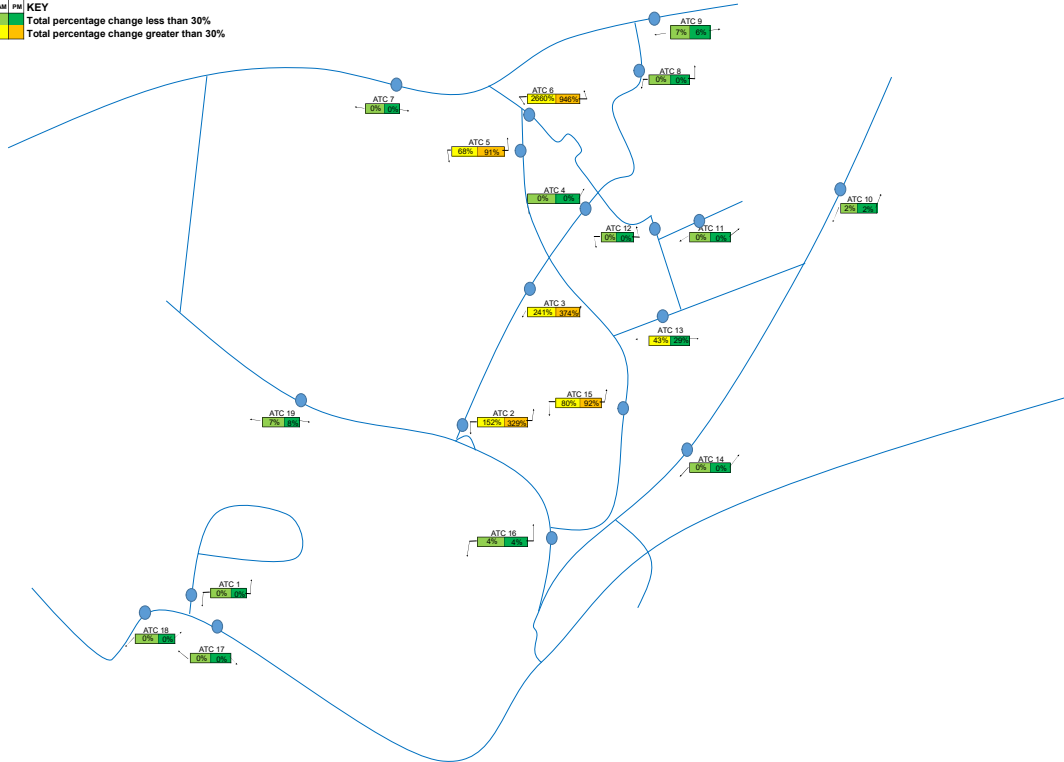 AM PM KEY
Total percentage change less than 30%
Total percentage change greater than 30%
ATC 9
7% 6%
ATC 8
0% 0%
ATC 7
0% 0%
ATC 6
2660% 946%
ATC 5
68% 91%
ATC 4
0% 0%
ATC 10
2% 2%
ATC 12
0% 0%
ATC 11
0% 0%
ATC 3
241% 374%
ATC 13
43% 29%
ATC 15
80% 92%
ATC 19
7% 8%
ATC 2
152% 329%
ATC 14
0% 0%
ATC 16
4% 4%
ATC 1
0% 0%
ATC 18
0% 0%
ATC 17
0% 0%